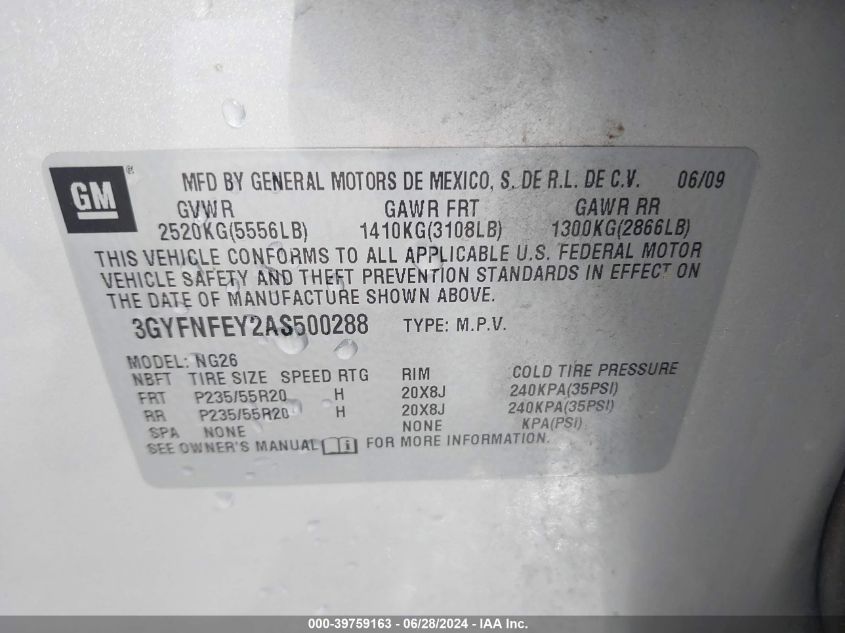 GM ®
MFD BY GENERAL MOTORS DE MEXICO, S. DE R.L. DE C.V. 06/09
GVWR GAWR FRT GAWR RR
2520KG(5556LB) 1410KG(3108LB) 1300KG(2866LB)
THIS VEHICLE CONFORMS TO ALL APPLICABLE U.S. FEDERAL MOTOR
VEHICLE SAFETY AND THEFT PREVENTION STANDARDS IN EFFECT ON
THE DATE OF MANUFACTURE SHOWN ABOVE.
3GYFNFEY2AS500288 TYPE: M.P.V.
MODEL: NG26
NBFT TIRE SIZE SPEED RTG RIM COLD TIRE PRESSURE
FRT P235/55R20 H 20X8J 240KPA(35PSI)
RR P235/55R20 H 20X8J 240KPA(35PSI)
SPA NONE NONE KPA(PSI)
SEE OWNER'S MANUAL i FOR MORE INFORMATION.
000-39759163 - 06/28/2024 - IAA Inc.